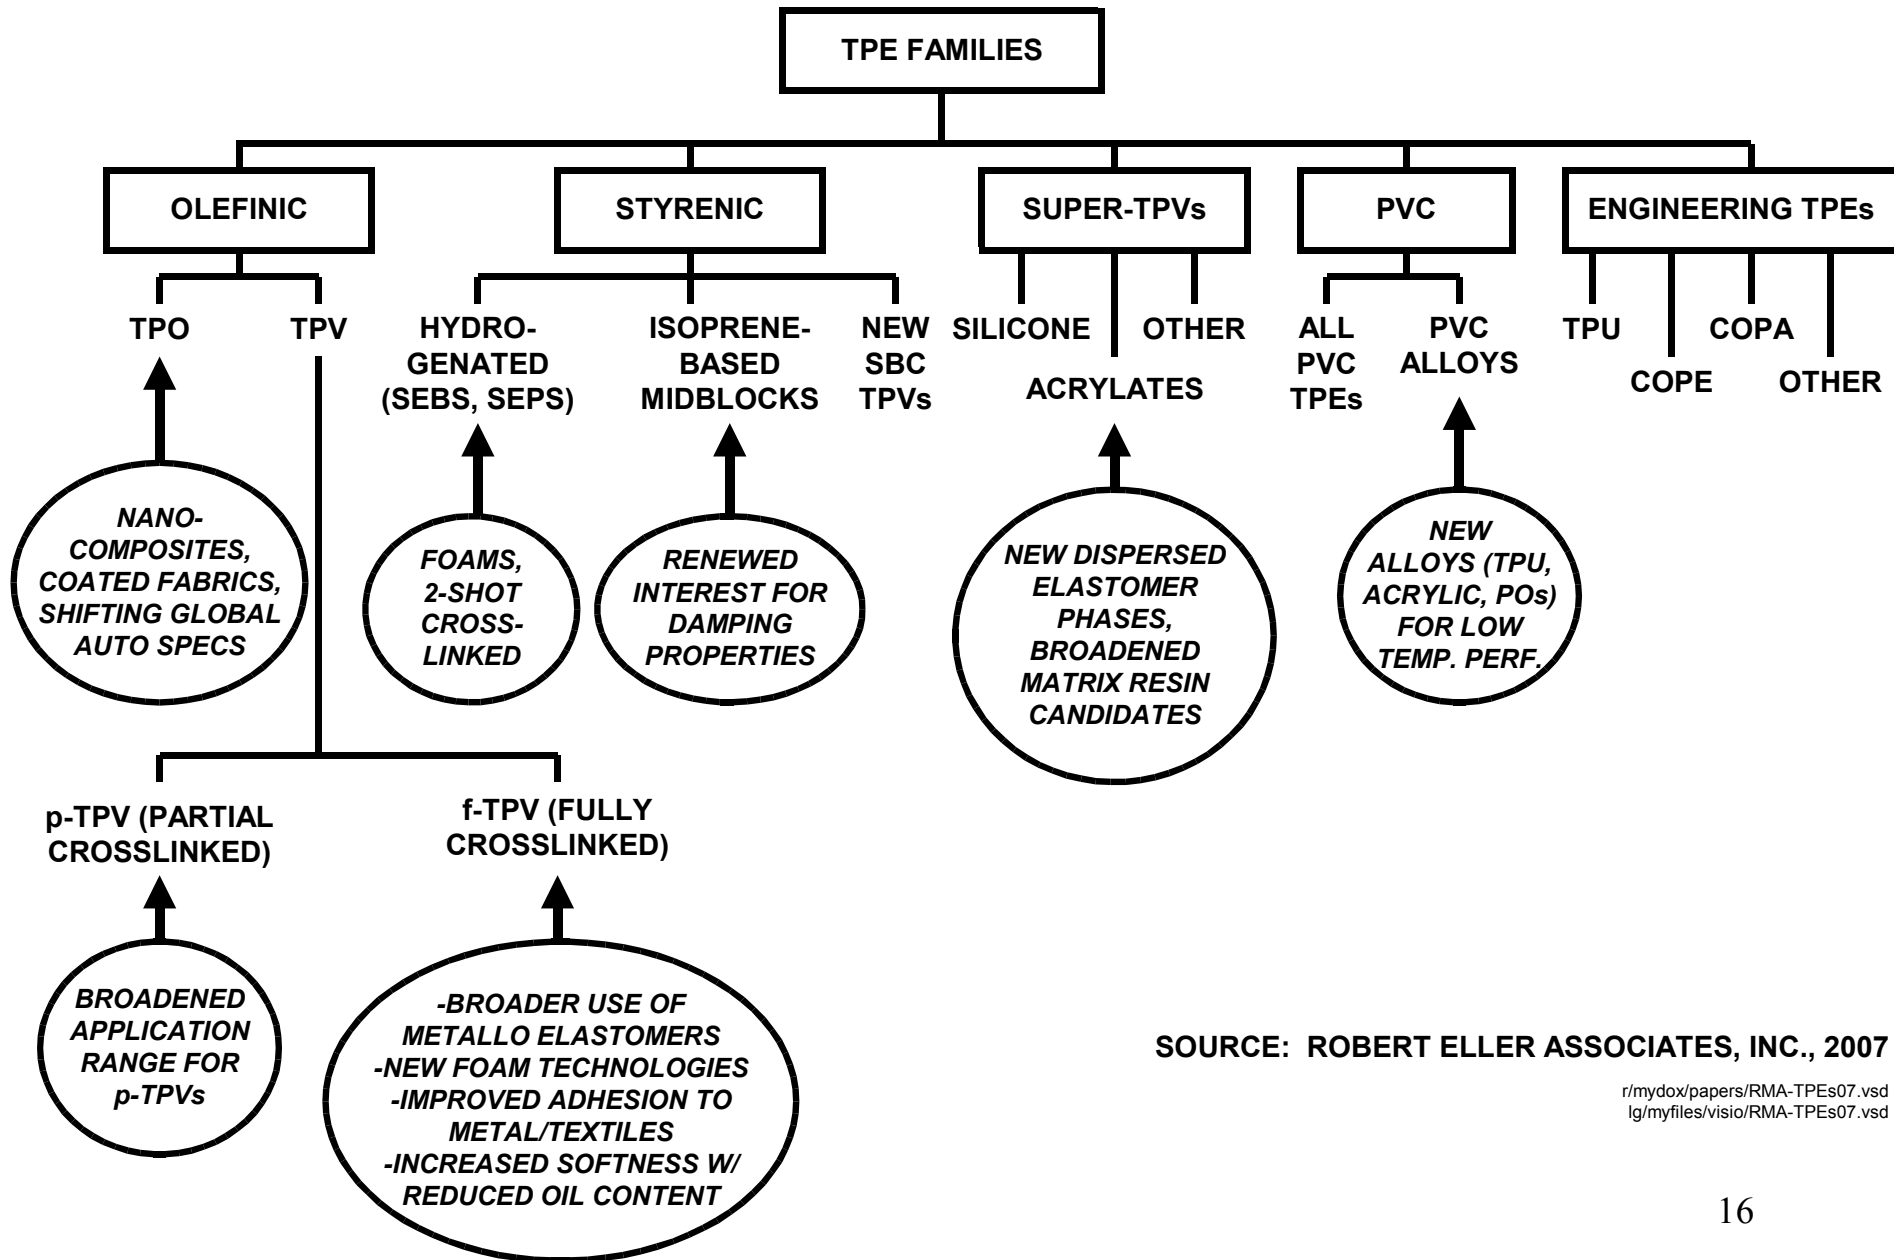 TPE FAMILIES
OLEFINIC
STYRENIC
SUPER-TPVs
PVC
ENGINEERING TPEs
TPO
TPV
HYDRO-
GENATED
(SEBS, SEPS)
ISOPRENE-
BASED
MIDBLOCKS
NEW
SBC
TPVs
SILICONE
ACRYLATES
OTHER
ALL
PVC
TPEs
PVC
ALLOYS
TPU
COPE
COPA
OTHER
NANO-
COMPOSITES,
COATED FABRICS,
SHIFTING GLOBAL
AUTO SPECS
FOAMS,
2-SHOT
CROSS-
LINKED
RENEWED
INTEREST FOR
DAMPING
PROPERTIES
NEW DISPERSED
ELASTOMER
PHASES,
BROADENED
MATRIX RESIN
CANDIDATES
NEW
ALLOYS (TPU,
ACRYLIC, POs)
FOR LOW
TEMP. PERF.
p-TPV (PARTIAL
CROSSLINKED)
f-TPV (FULLY
CROSSLINKED)
BROADENED
APPLICATION
RANGE FOR
p-TPVs
-BROADER USE OF
METALLO ELASTOMERS
-NEW FOAM TECHNOLOGIES
-IMPROVED ADHESION TO
METAL/TEXTILES
-INCREASED SOFTNESS W/
REDUCED OIL CONTENT
SOURCE: ROBERT ELLER ASSOCIATES, INC., 2007
r/mydox/papers/RMA-TPEs07.vsd
lg/myfiles/visio/RMA-TPEs07.vsd
16